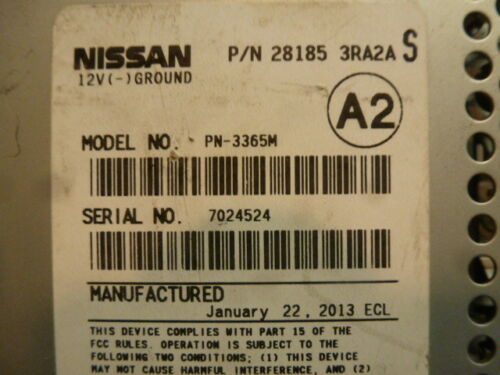 NISSAN P/N 28185 3RA2A S
12V(-)GROUND
A2
MODEL NO. PN-3365M
SERIAL NO. 7024524
MANUFACTURED
January 22, 2013 ECL
THIS DEVICE COMPLIES WITH PART 15 OF THE
FCC RULES. OPERATION IS SUBJECT TO THE
FOLLOWING TWO CONDITIONS; (1) THIS DEVICE
MAY NOT CAUSE HARMFUL INTERFERENCE, AND (2)